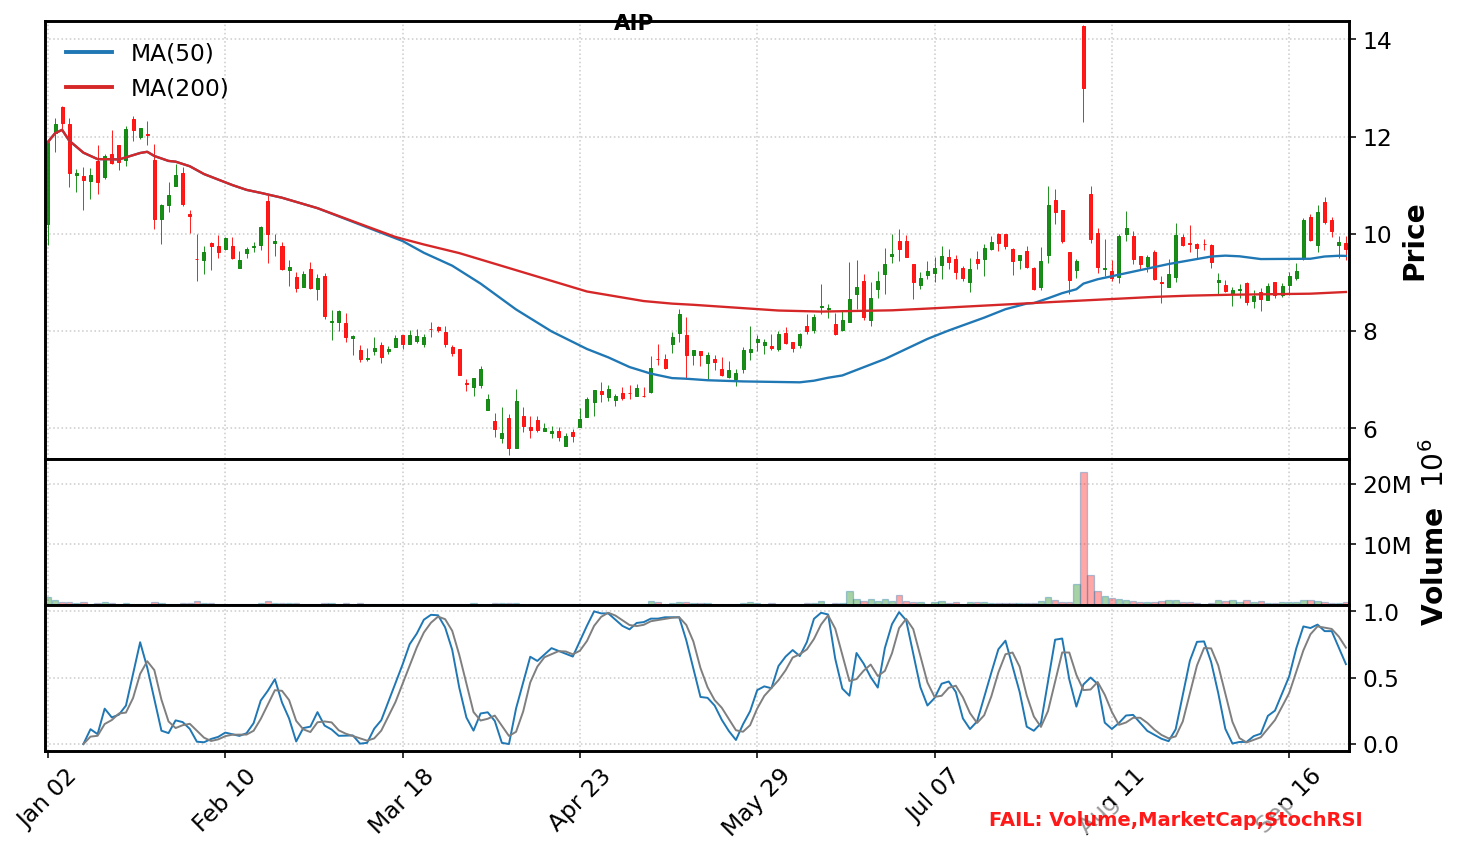 AIP
MA(50)
MA(200)
14
12
10
8
6
Price
20M
10M
Volume 10^6
1.0
0.5
0.0
Jan 02
Feb 10
Mar 18
Apr 23
May 29
Jul 07
Aug 11
Sep 16
FAIL: Volume,MarketCap,StochRSI